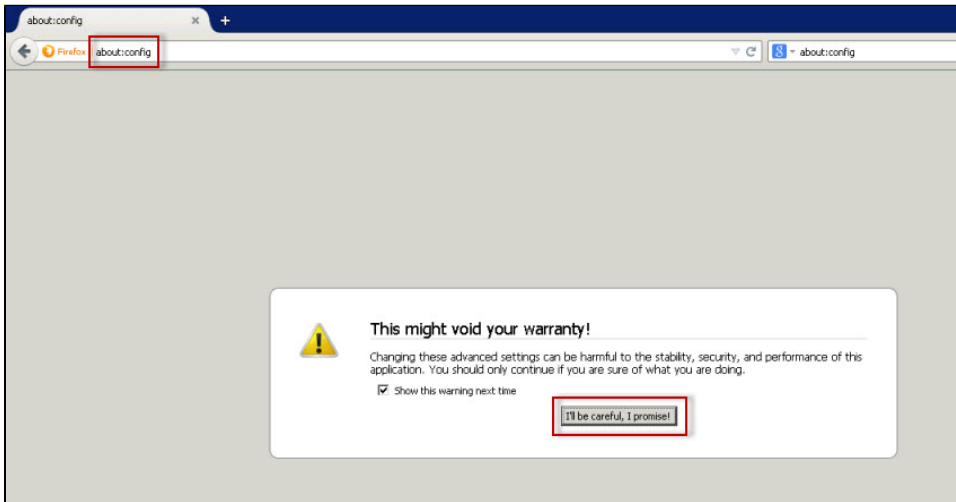 about:config
Firefox about:config
about:config
This might void your warranty!
Changing these advanced settings can be harmful to the stability, security, and performance of this
application. You should only continue if you are sure of what you are doing.
Show this warning next time
I'll be careful, I promise!